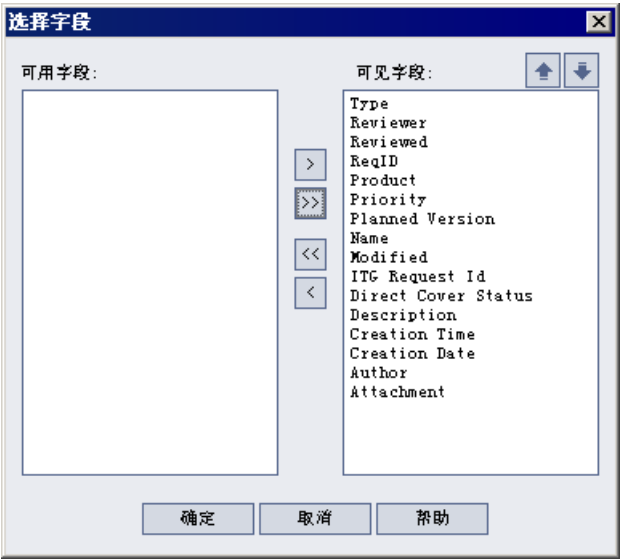 选择字段
可用字段:
可见字段:
Type
Reviewer
Reviewed
ReqID
Product
Priority
Planned Version
Name
Modified
ITG Request Id
Direct Cover Status
Description
Creation Time
Creation Date
Author
Attachment
>
>>
<<
<
确定 取消 帮助